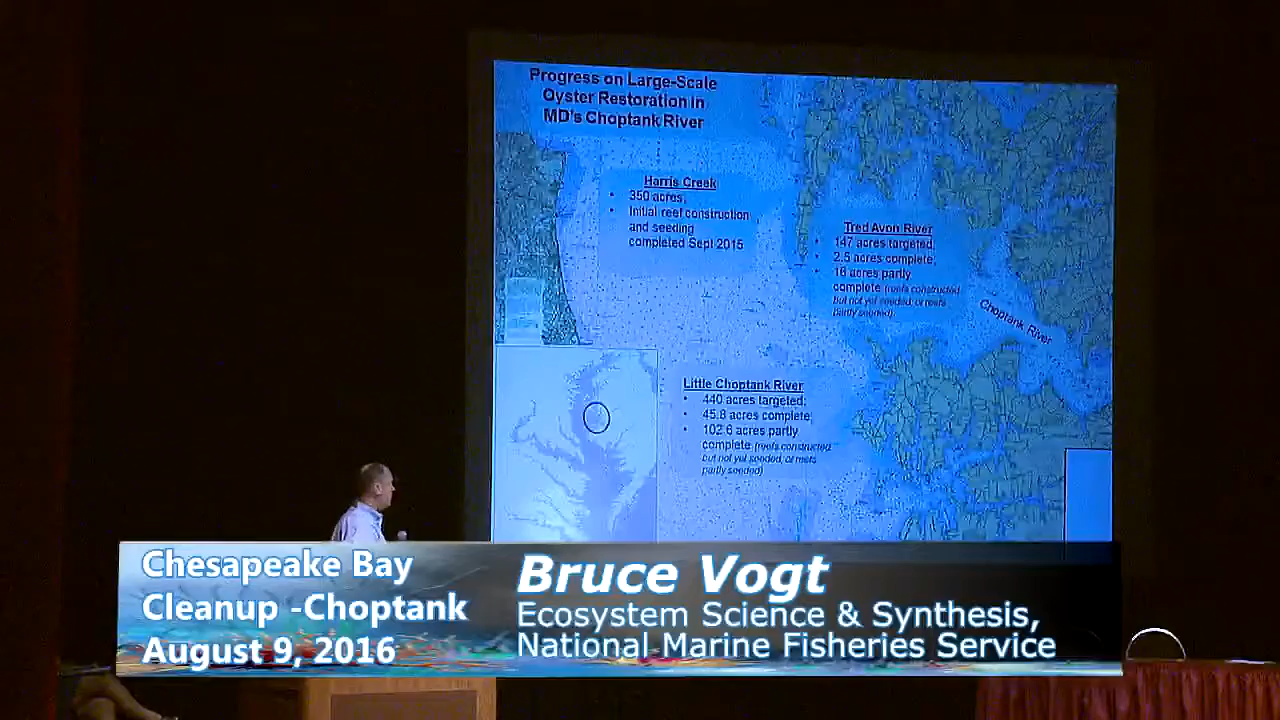 Progress on Large-Scale
Oyster Restoration in
MD's Choptank River
Harris Creek
• 350 acres;
• Initial reef construction
and seeding
completed Sept 2015
Tred Avon River
• 147 acres targeted;
• 2.5 acres complete;
• 16 acres partly
complete (reefs constructed
but not yet seeded, or reefs
partly seeded).
Choptank River
Little Choptank River
• 440 acres targeted;
• 45.8 acres complete;
• 102.6 acres partly
complete (reefs constructed
but not yet seeded, or reefs
partly seeded)
Chesapeake Bay
Cleanup -Choptank
August 9, 2016
Bruce Vogt
Ecosystem Science & Synthesis,
National Marine Fisheries Service